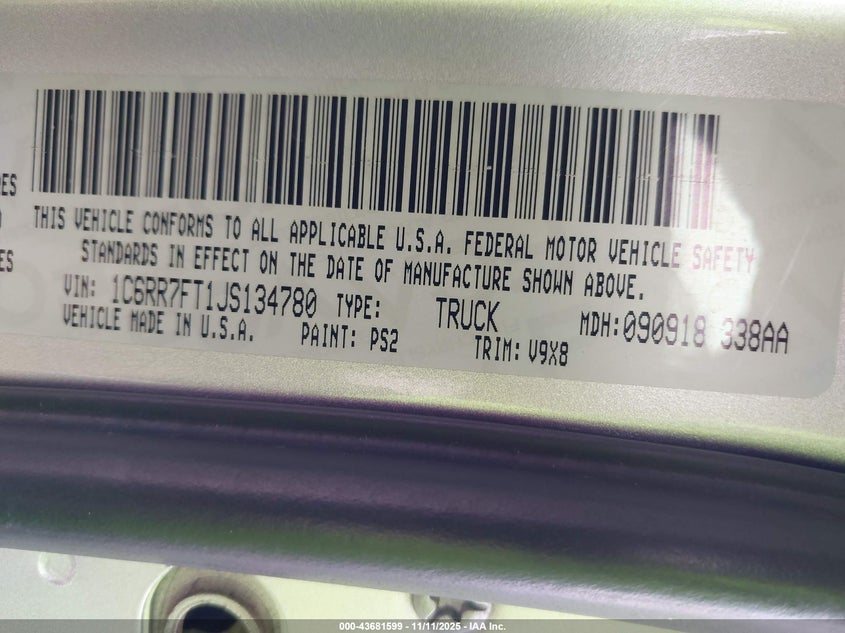 THIS VEHICLE CONFORMS TO ALL APPLICABLE U.S.A. FEDERAL MOTOR VEHICLE SAFETY
STANDARDS IN EFFECT ON THE DATE OF MANUFACTURE SHOWN ABOVE.
VIN: 1C6RR7FT1JS134780 TYPE: TRUCK MDH:090918 338AA
VEHICLE MADE IN U.S.A. PAINT: PS2 TRIM: V9X8
000-43681599 - 11/11/2025 - IAA Inc.